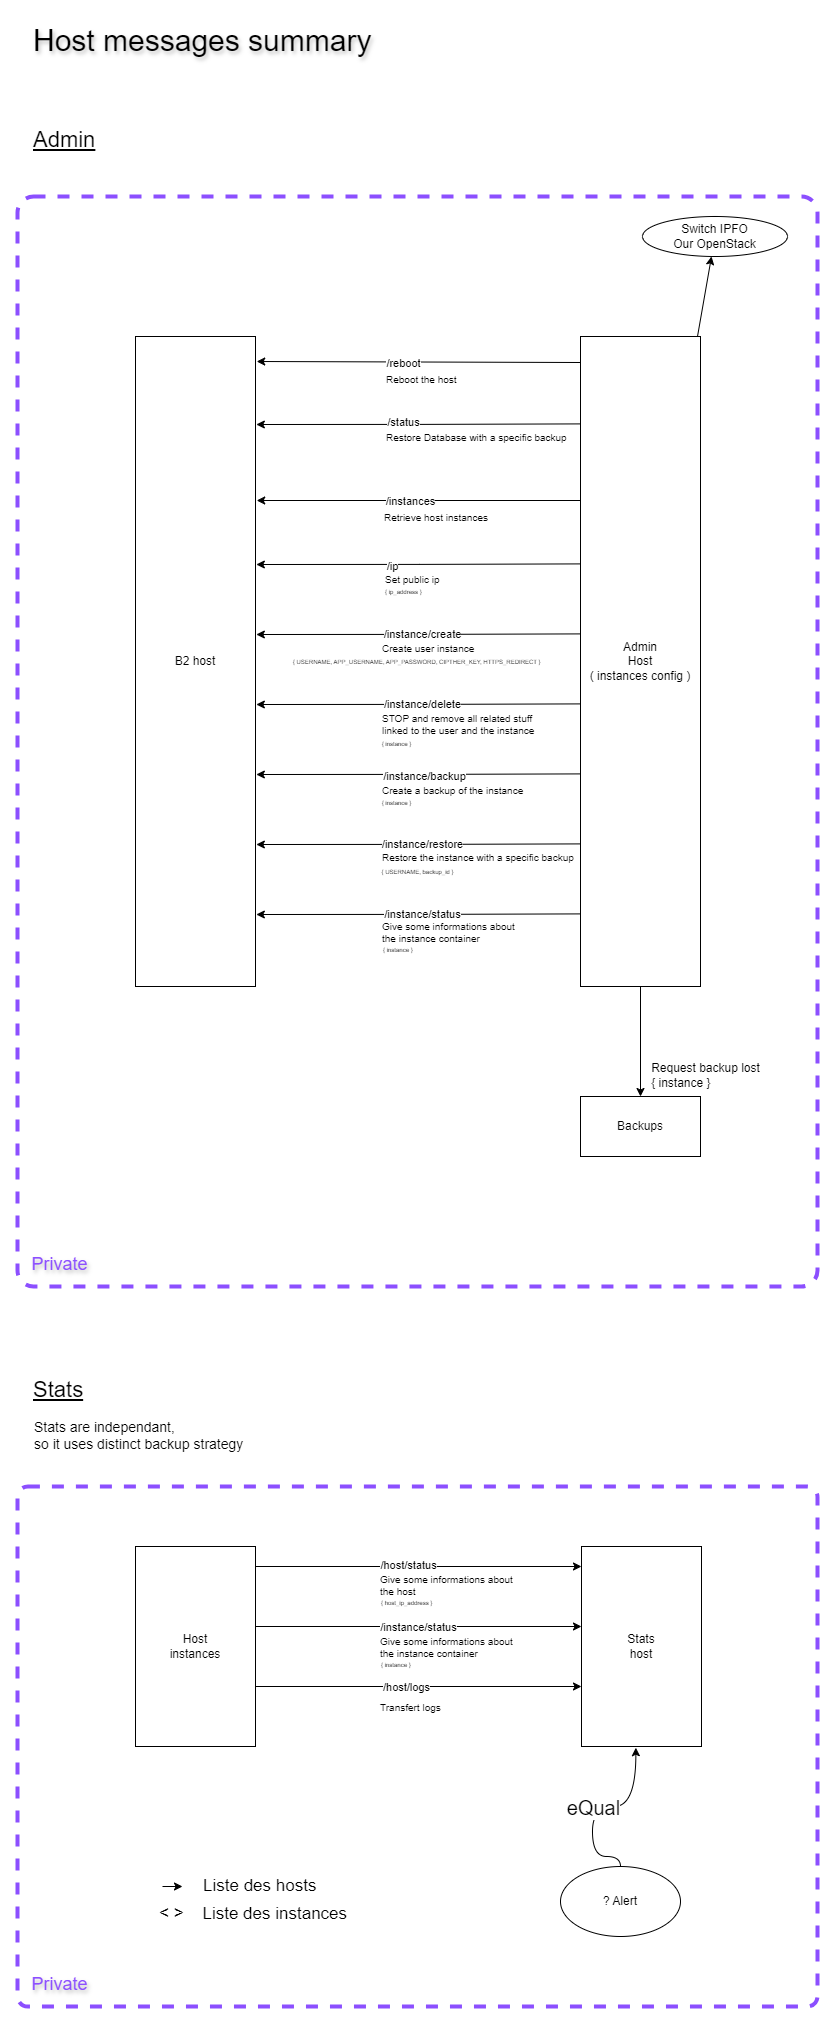 Host messages summary
Admin
Switch IPFO
Our OpenStack
/reboot
Reboot the host
/status
Restore Database with a specific backup
/instances
Retrieve host instances
/ip
Set public ip
{ ip_address }
B2 host
Admin
Host
( instances config )
/instance/create
Create user instance
{ USERNAME, APP_USERNAME, APP_PASSWORD, CIPTHER_KEY, HTTPS_REDIRECT }
/instance/delete
STOP and remove all related stuff
linked to the user and the instance
{ instance }
/instance/backup
Create a backup of the instance
{ instance }
/instance/restore
Restore the instance with a specific backup
{ USERNAME, backup_id }
/instance/status
Give some informations about
the instance container
{ instance }
Request backup lost
{ instance }
Backups
Private
Stats
Stats are independant,
so it uses distinct backup strategy
/host/status
Give some informations about
the host
{ host_ip_address }
/instance/status
Give some informations about
the instance container
{ instance }
Host
instances
Stats
host
/host/logs
Transfert logs
eQual
? Alert
Liste des hosts
< > Liste des instances
Private